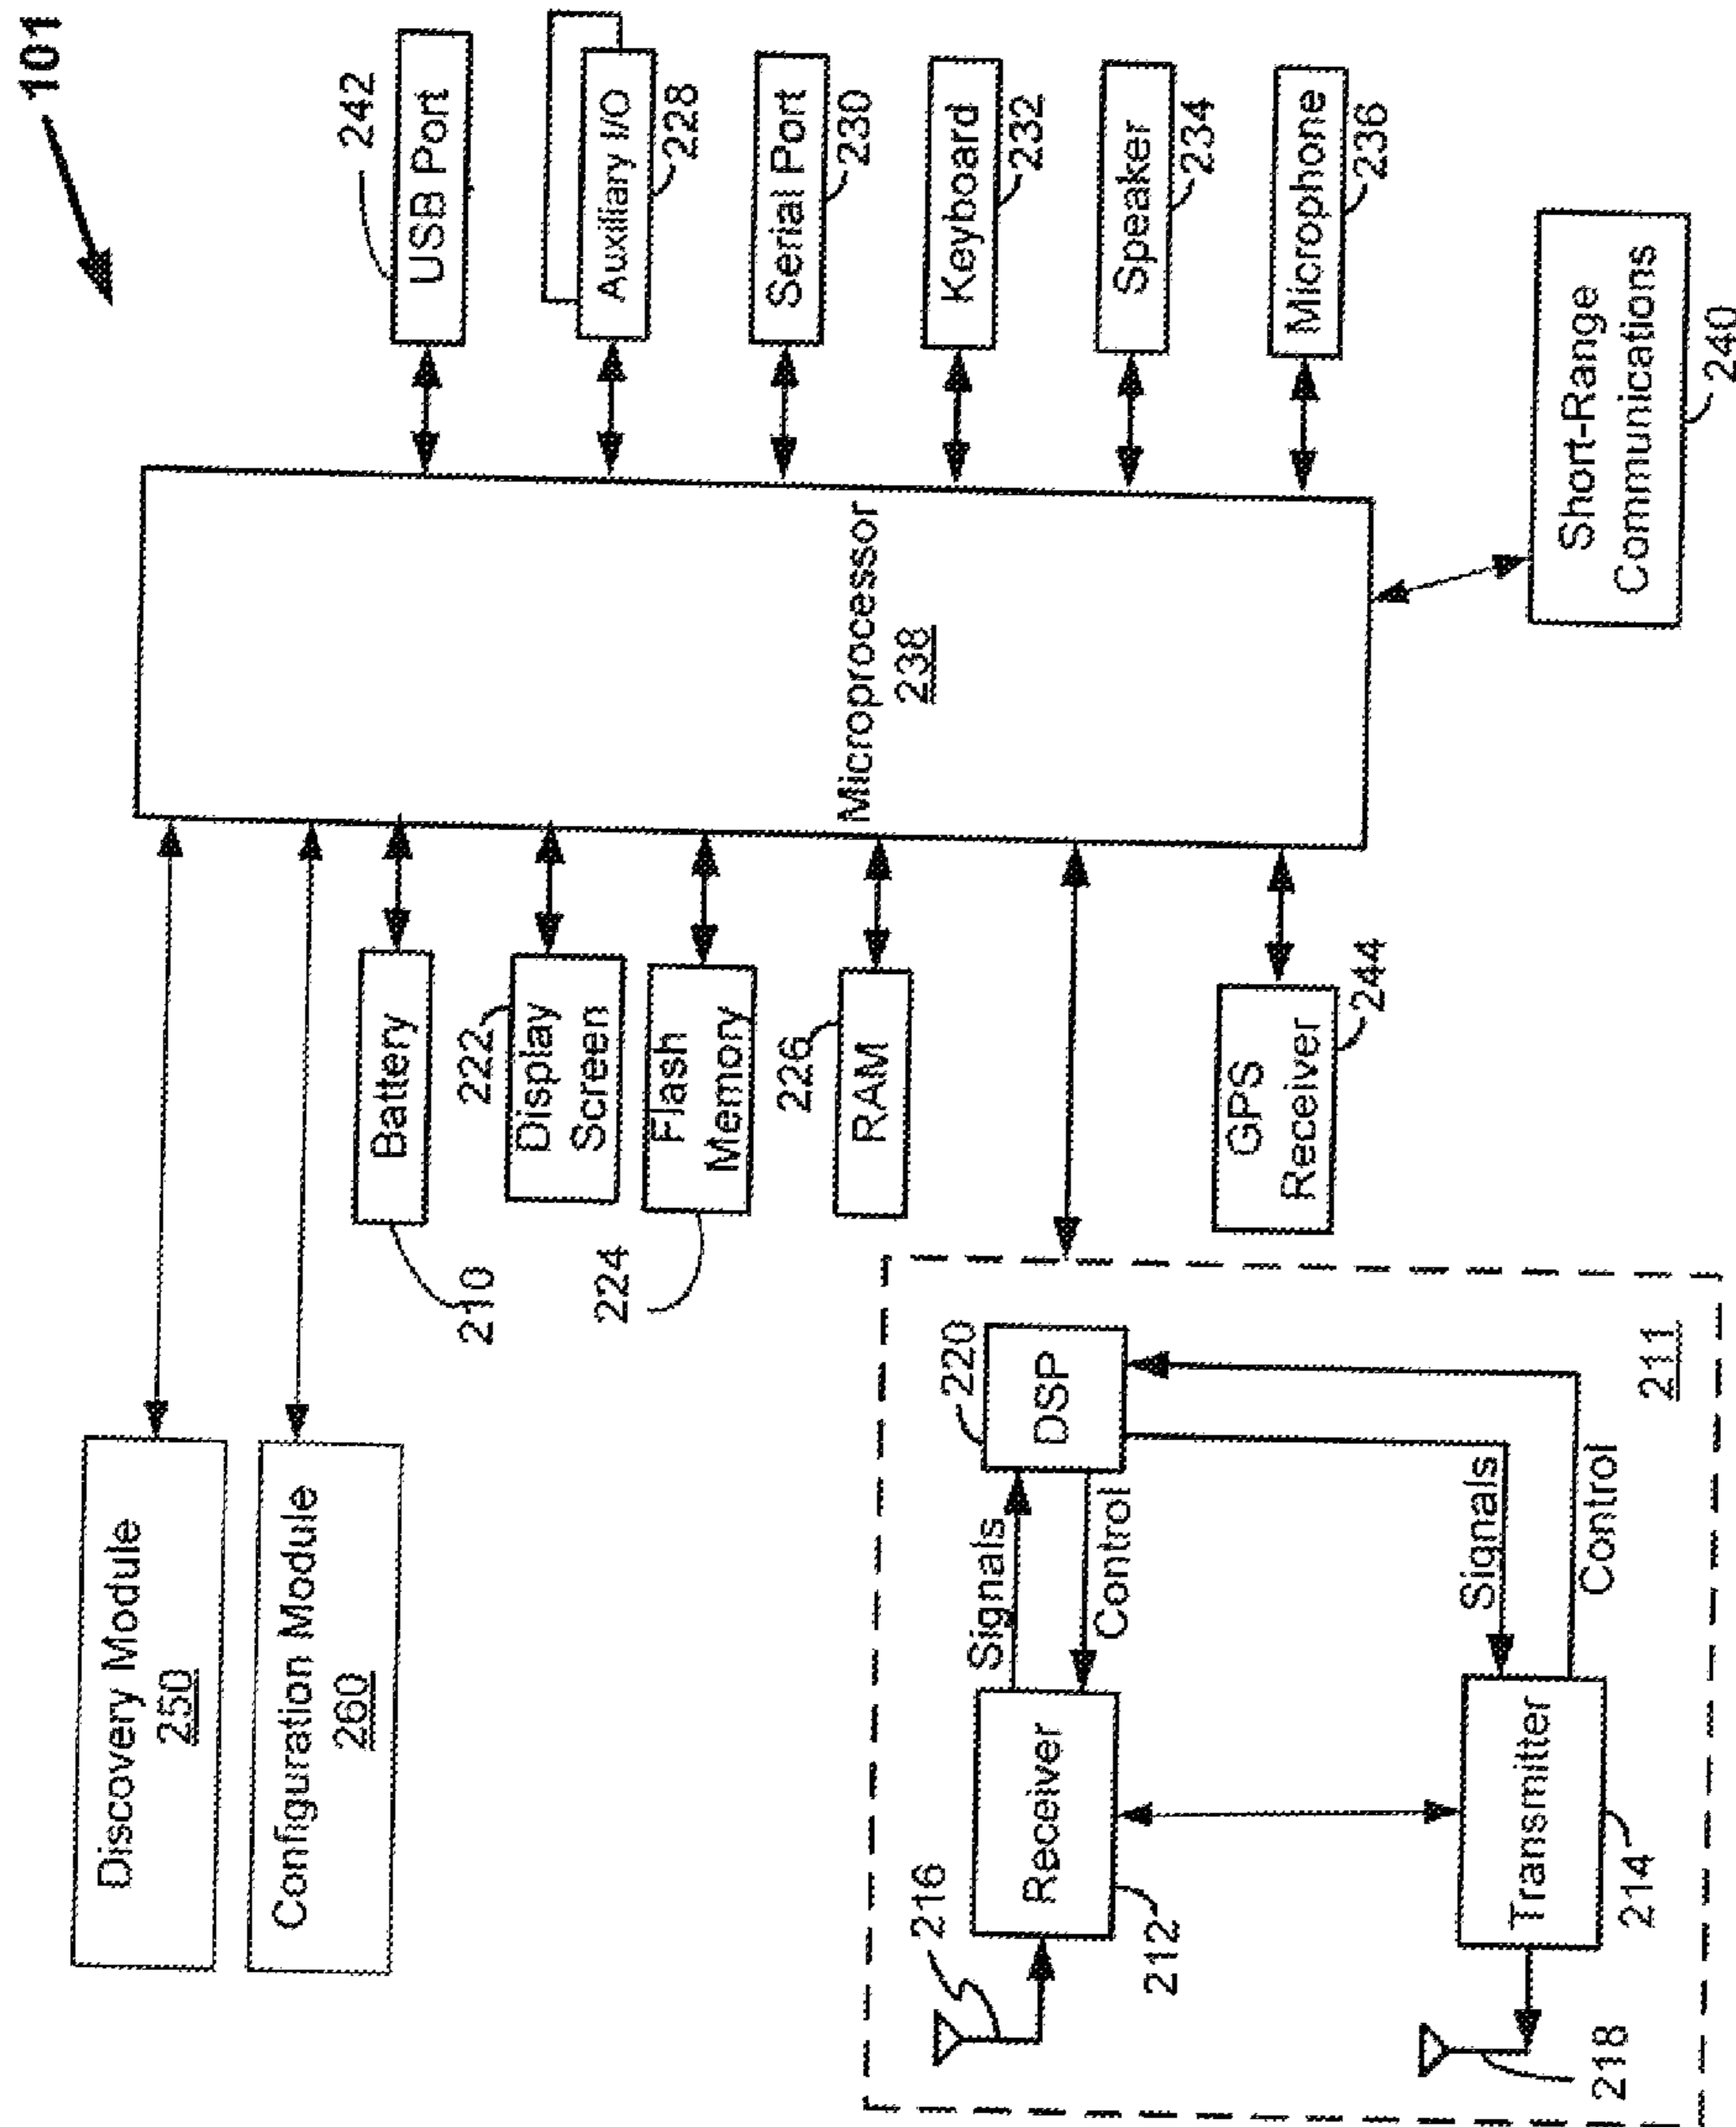 101
Discovery Module
250
Configuration Module
260
Battery
210
222
Display
Screen
Flash
Memory
224
226
RAM
GPS
Receiver
244
Microprocessor
238
242
USB Port
Auxiliary I/O
228
Serial Port
230
Keyboard
232
Speaker
234
Microphone
236
Short-Range
Communications
240
211
220
DSP
Signals
Control
Signals
Control
216
Receiver
212
Transmitter
214
218